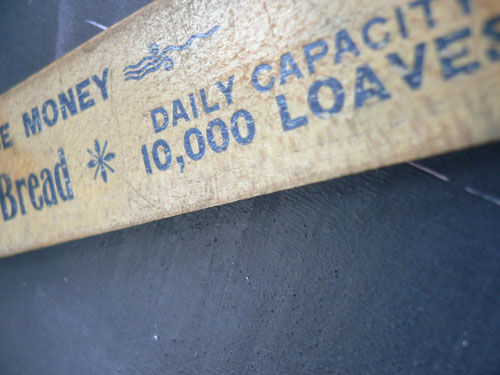 E MONEY
Bread
DAILY CAPACITY
10,000 LOAVES